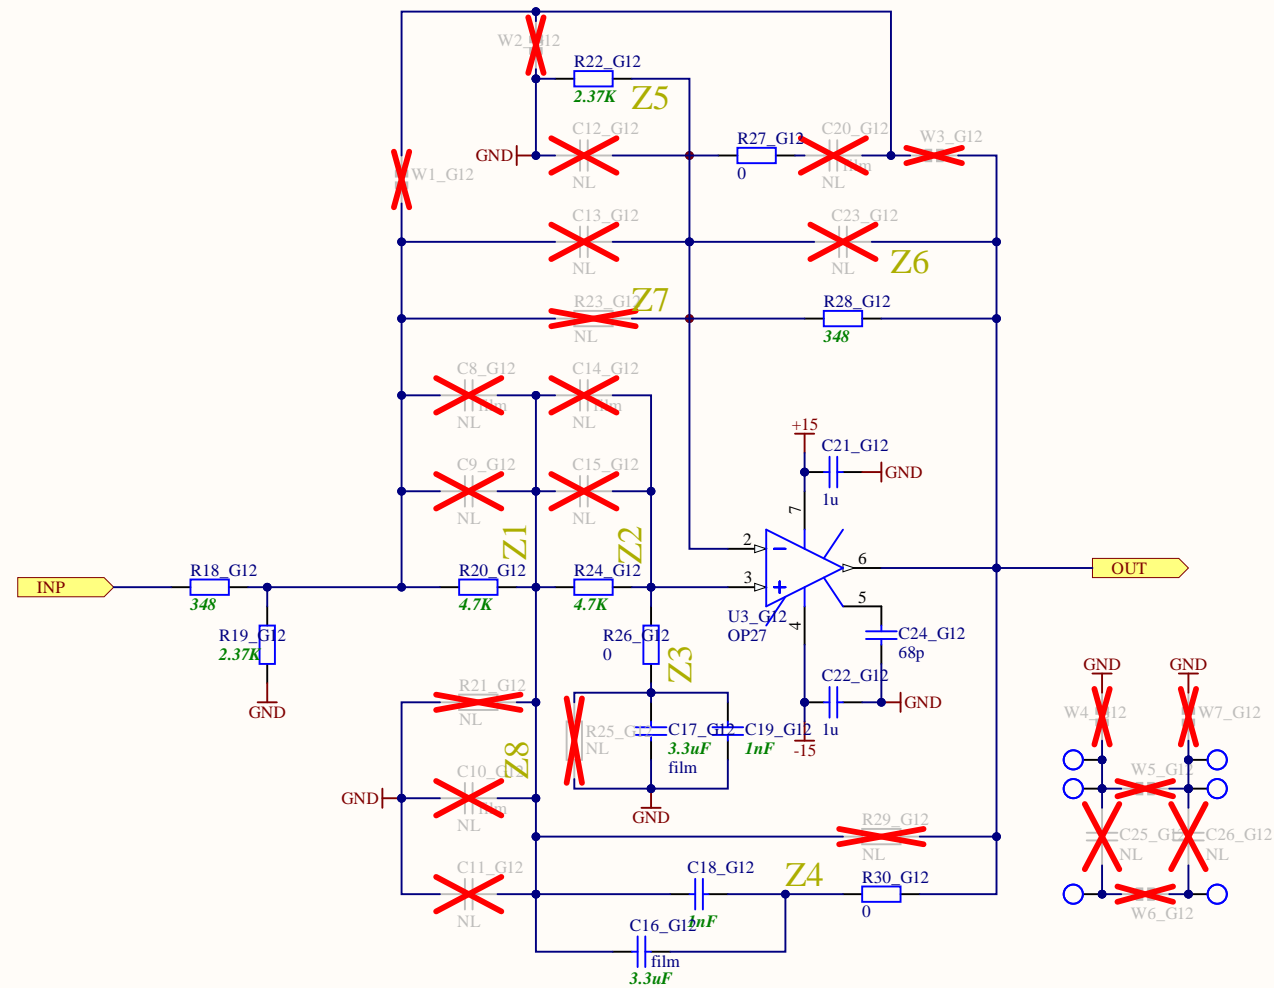 W2_G12
R22_G12
2.37K
Z5
C12_G12
GND
NL
R27_G12
0
C20_G12
film
NL
W3_G12
W1_G12
C13_G12
NL
C23_G12
NL
Z6
R23_G12
Z7
NL
R28_G12
348
C8_G12
film
NL
C14_G12
film
NL
+15
C21_G12
GND
1u
C9_G12
NL
C15_G12
NL
7
Z1
Z2
2
3
6
5
4
U3_G12
OP27
INP
R18_G12
348
R20_G12
4.7K
R24_G12
4.7K
OUT
R19_G12
2.37K
GND
R26_G12
0
Z3
C24_G12
68p
C22_G12
GND
1u
-15
R21_G12
NL
R25_G12
NL
C17_G12
3.3uF
film
C19_G12
1nF
GND
Z8
C10_G12
film
NL
GND
R29_G12
NL
C11_G12
NL
C18_G12
1nF
Z4
R30_G12
0
C16_G12
film
3.3uF
GND
GND
W4_G12
W7_G12
W5_G12
C25_G12
NL
C26_G12
NL
W6_G12